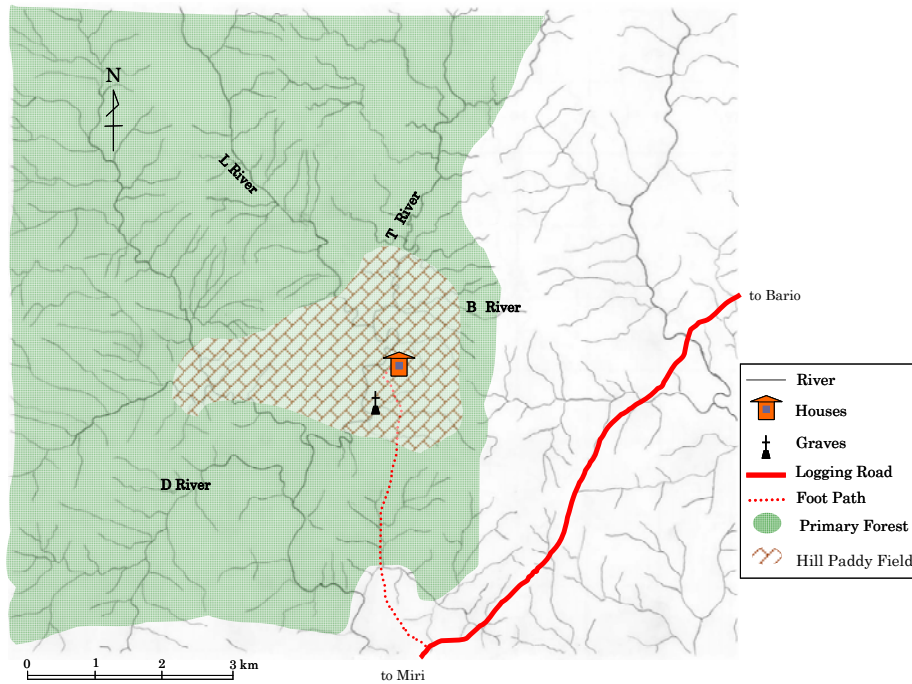 N
L River
T River
B River
to Bario
D River
River
Houses
Graves
Logging Road
Foot Path
Primary Forest
Hill Paddy Field
0 1 2 3 km
to Miri